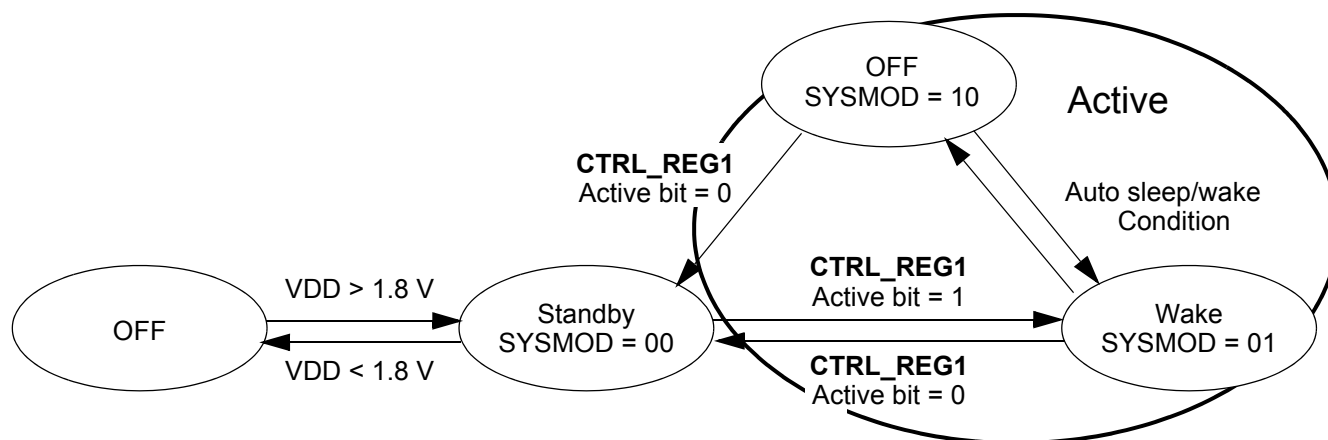 OFF
SYSMOD = 10
Active
CTRL_REG1
Active bit = 0
Auto sleep/wake
Condition
VDD > 1.8 V
CTRL_REG1
Active bit = 1
OFF
Standby
SYSMOD = 00
Wake
SYSMOD = 01
VDD < 1.8 V
CTRL_REG1
Active bit = 0